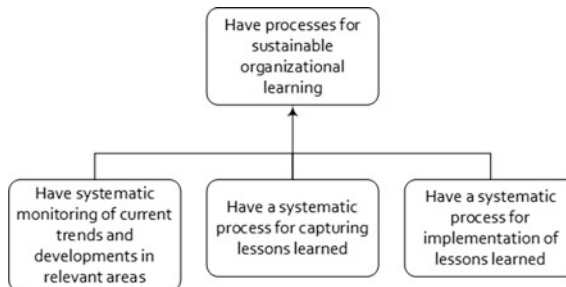 Have processes for
sustainable
organizational
learning
Have systematic
monitoring of current
trends and
developments in
relevant areas
Have a systematic
process for capturing
lessons learned
Have a systematic
process for
implementation of
lessons learned